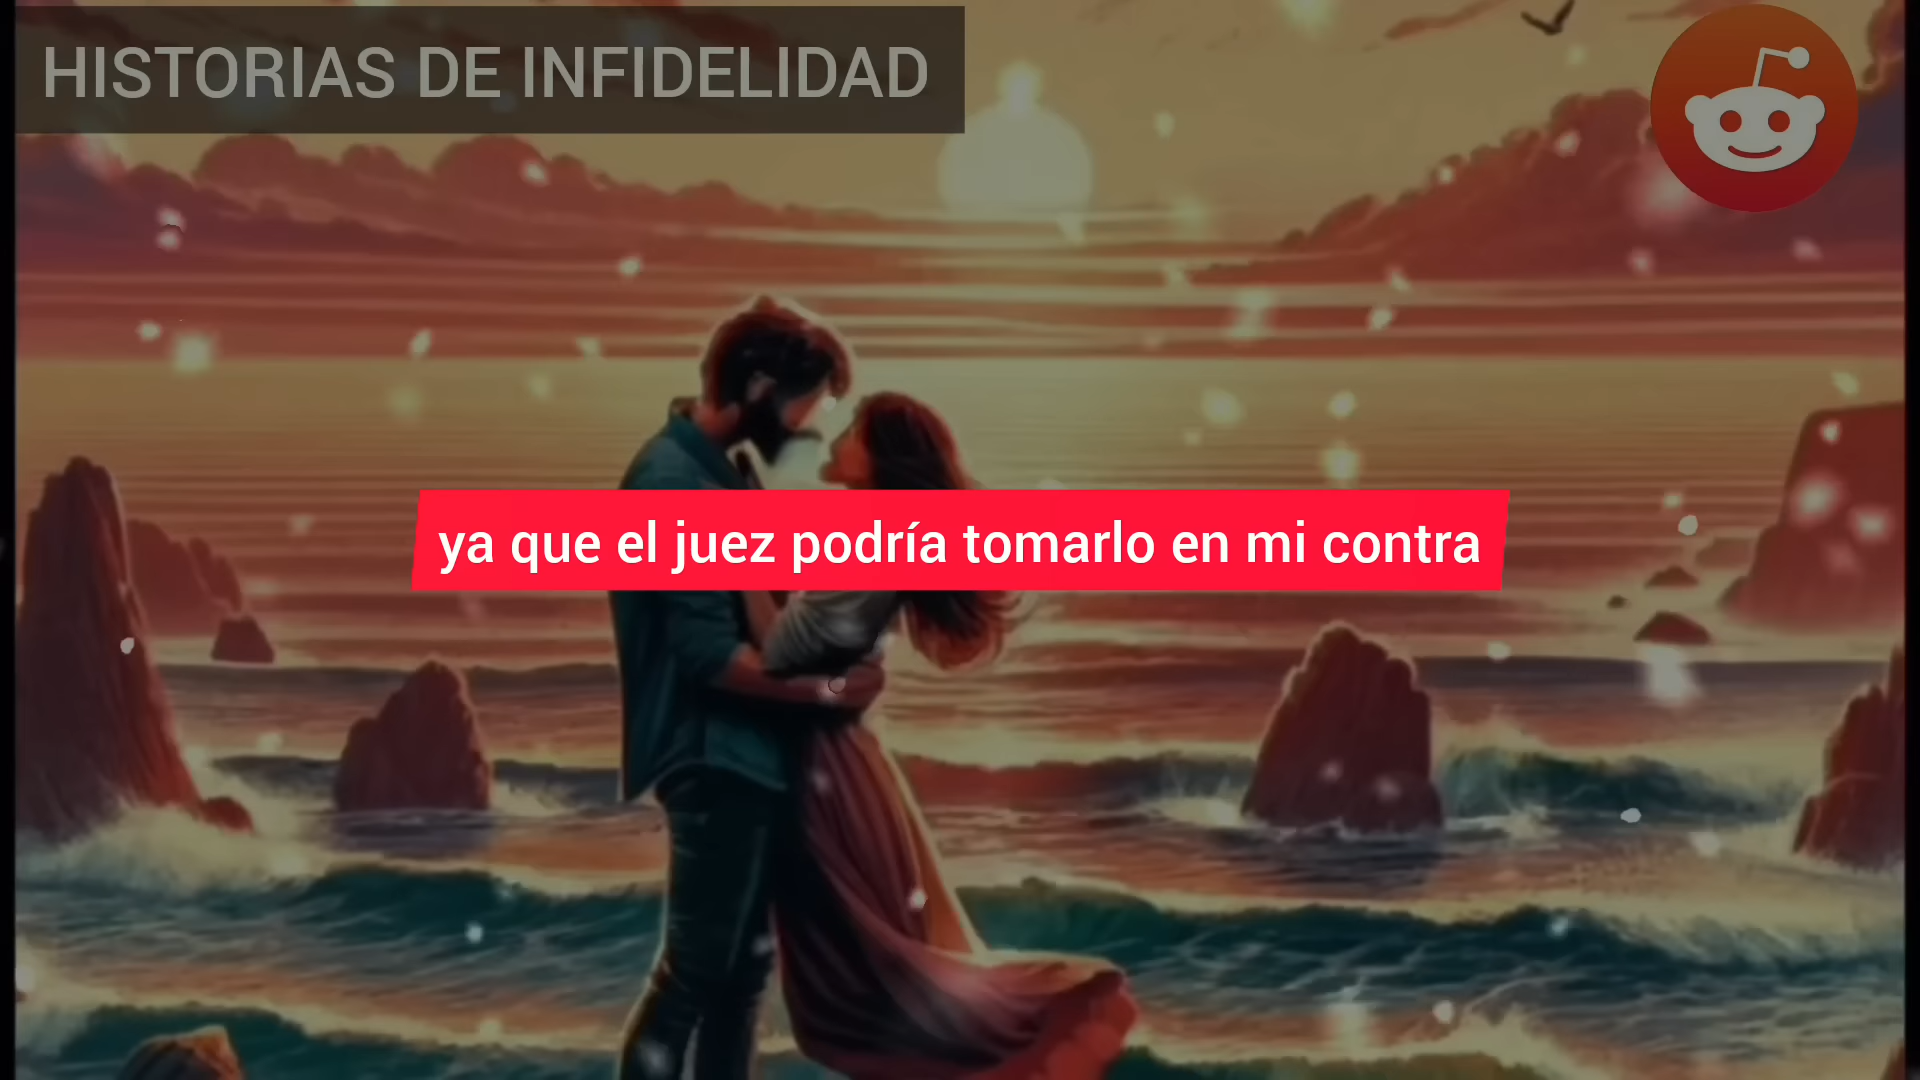 HISTORIAS DE INFIDELIDAD
ya que el juez podría tomarlo en mi contra